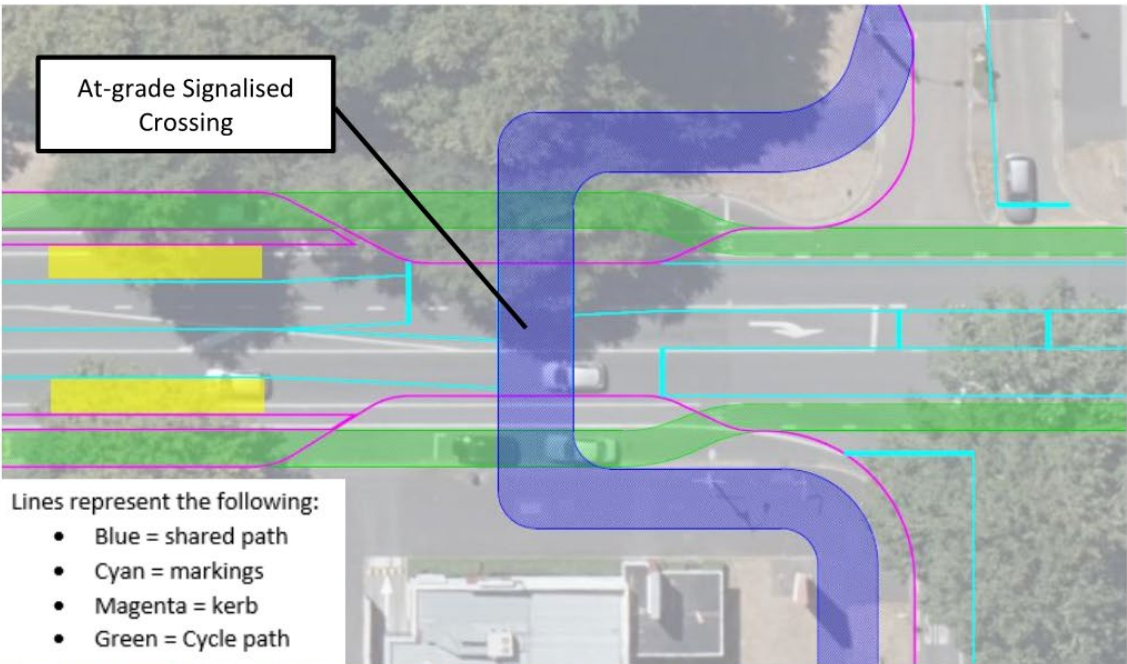 At-grade Signalised
Crossing
Lines represent the following:
• Blue = shared path
• Cyan = markings
• Magenta = kerb
• Green = Cycle path